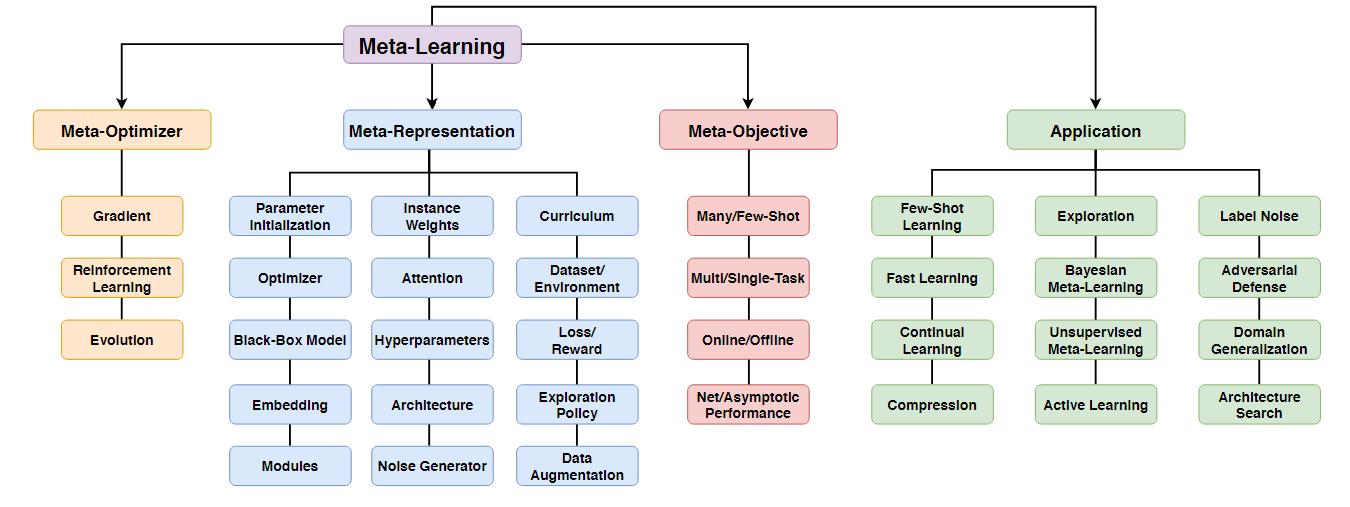 Meta-Learning
Meta-Optimizer
Meta-Representation
Meta-Objective
Application
Gradient
Reinforcement
Learning
Evolution
Parameter
Initialization
Optimizer
Black-Box Model
Embedding
Modules
Instance
Weights
Attention
Hyperparameters
Architecture
Noise Generator
Curriculum
Dataset/
Environment
Loss/
Reward
Exploration
Policy
Data
Augmentation
Many/Few-Shot
Multi/Single-Task
Online/Offline
Net/Asymptotic
Performance
Few-Shot
Learning
Fast Learning
Continual
Learning
Compression
Exploration
Bayesian
Meta-Learning
Unsupervised
Meta-Learning
Active Learning
Label Noise
Adversarial
Defense
Domain
Generalization
Architecture
Search